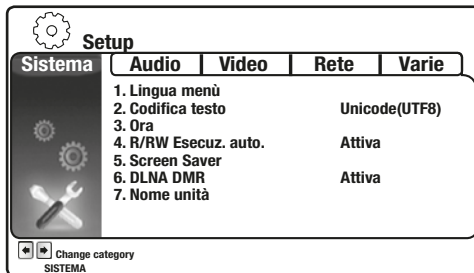 Setup
Sistema Audio Video Rete Varie
1. Lingua menù
2. Codifica testo Unicode(UTF8)
3. Ora
4. R/RW Esecuz. auto. Attiva
5. Screen Saver
6. DLNA DMR Attiva
7. Nome unità
Change category
SISTEMA